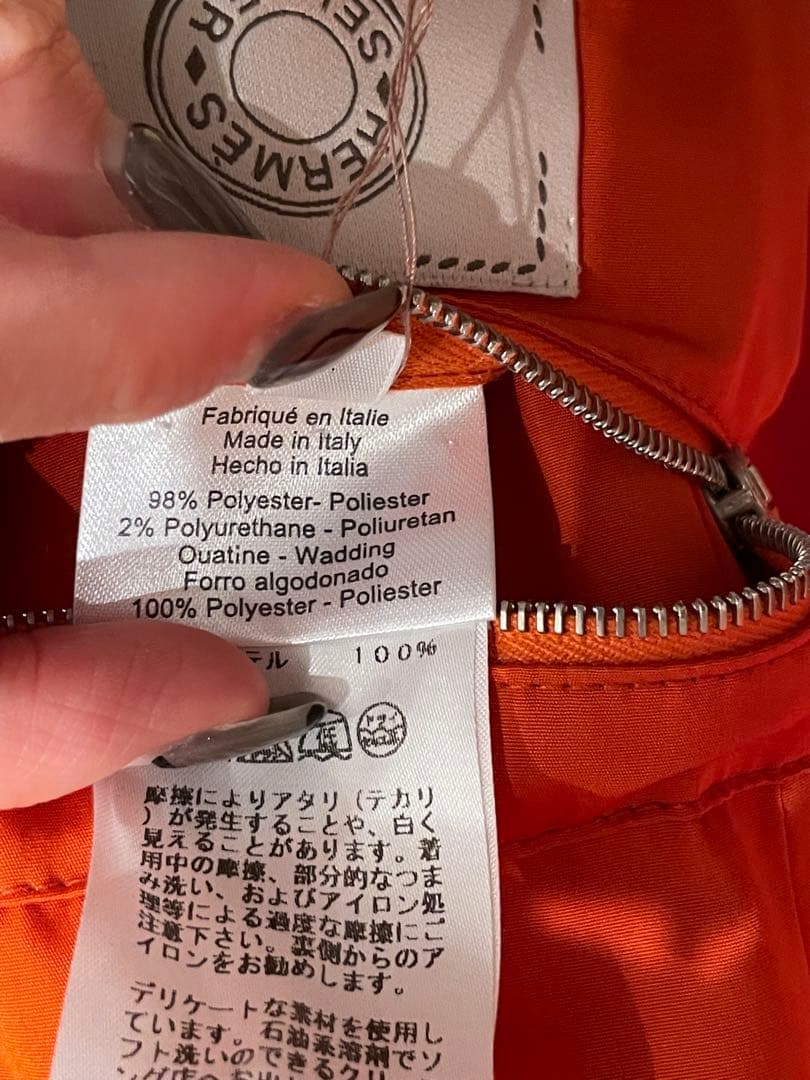 HERMÈS
Fabriqué en Italie
Made in Italy
Hecho in Italia
98% Polyester- Poliester
2% Polyurethane - Poliuretan
Ouatine - Wadding
Forro algodonado
100% Polyester - Poliester
テル 100%
ドライ
摩擦によりアタリ(テカリ
)が発生することや、白く
見えることがあります。着
用中の摩擦、部分的なつま
み洗い、およびアイロン処
理等による過度な摩擦にご
注意下さい。裏側からのア
イロンをお勧めします。
デリケートな素材を使用し
ています。石油系溶剤でソ
フト洗いのできるクリ